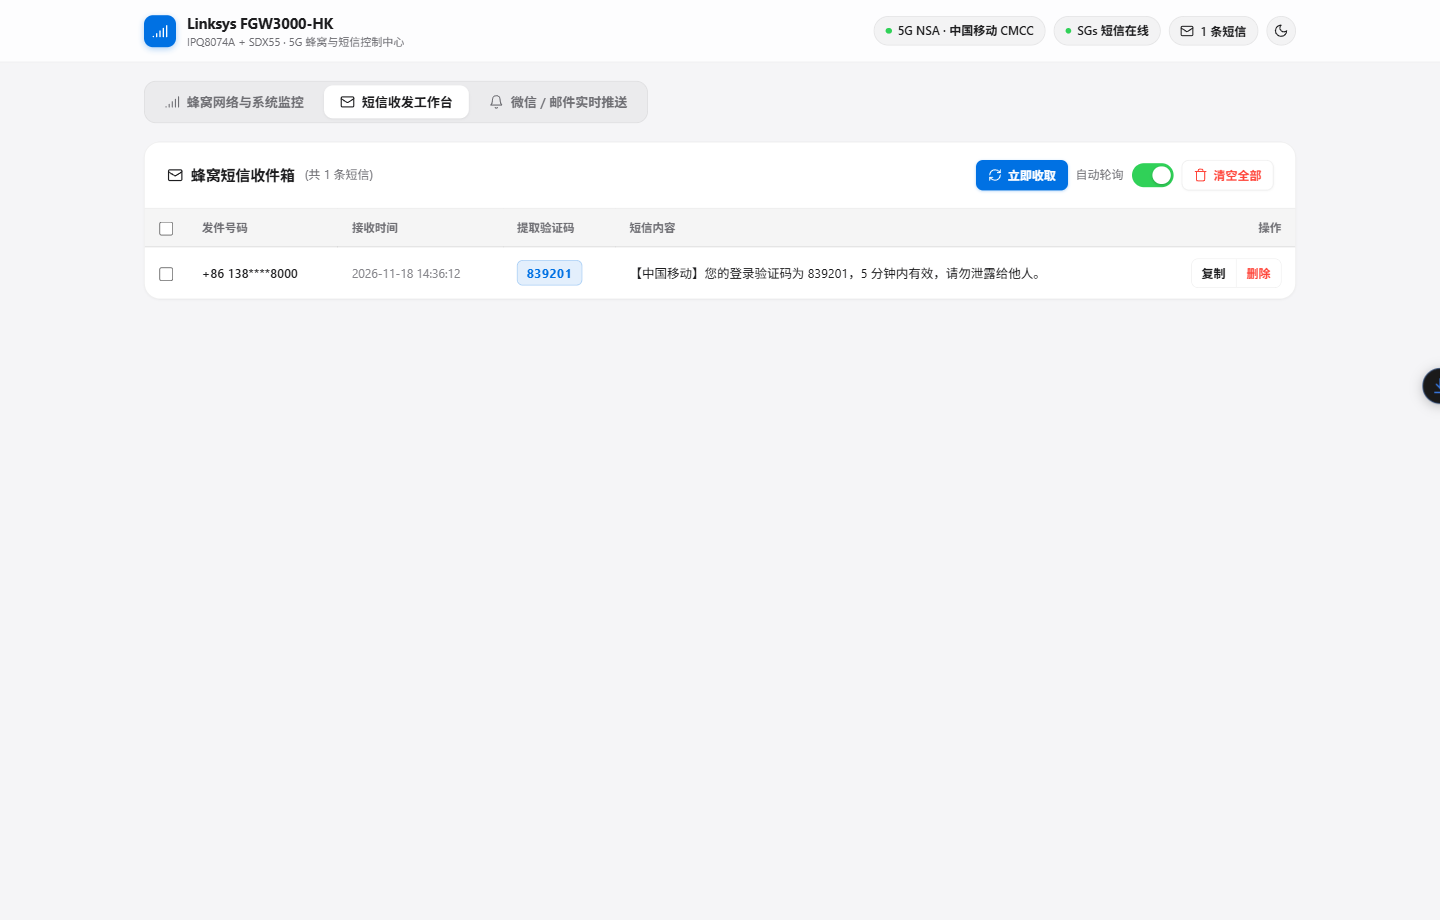 Linksys FGW3000-HK
IPQ8074A + SDX55 · 5G 蜂窝与短信控制中心
5G NSA · 中国移动 CMCC
SGs 短信在线
1 条短信
蜂窝网络与系统监控
短信收发工作台
微信 / 邮件实时推送
蜂窝短信收件箱 (共 1 条短信)
立即收取
自动轮询
清空全部
发件号码 接收时间 提取验证码 短信内容 操作
+86 138****8000 2026-11-18 14:36:12 839201 【中国移动】您的登录验证码为 839201，5 分钟内有效，请勿泄露给他人。 复制 删除